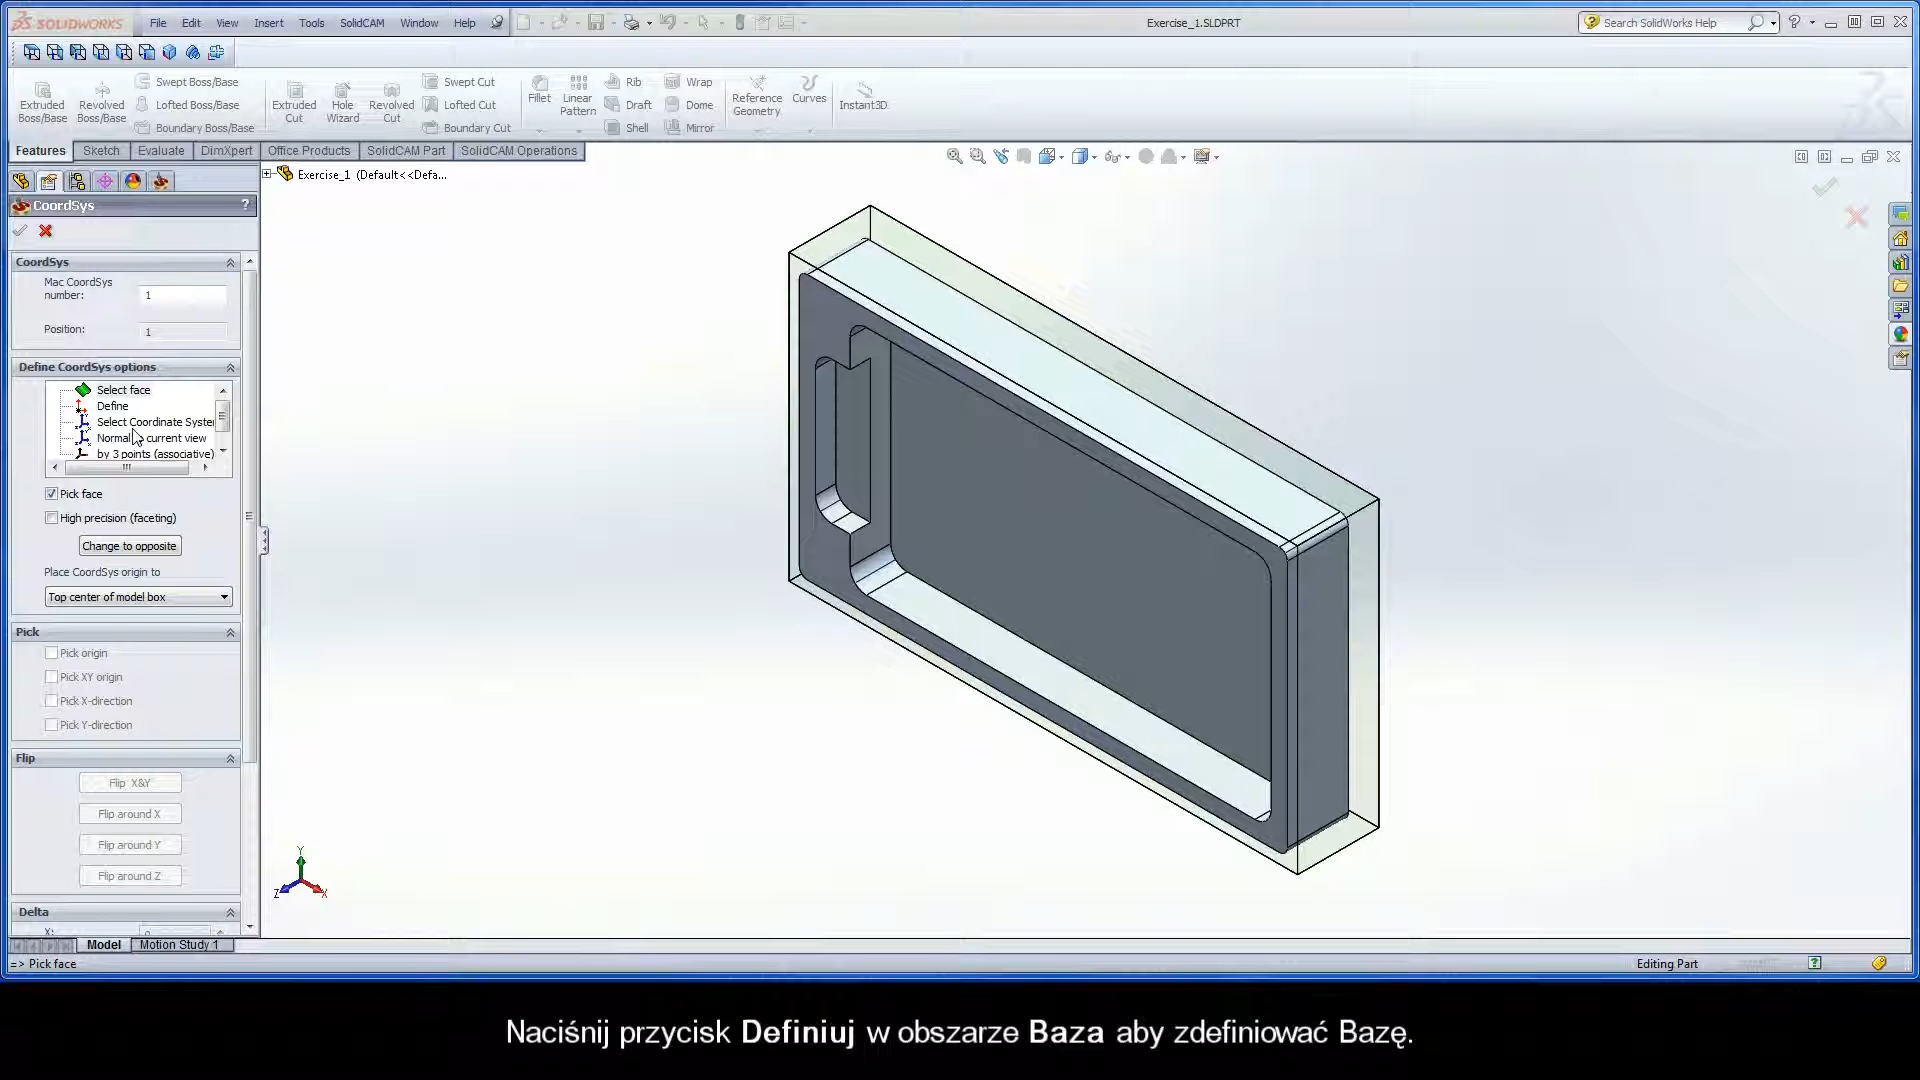 SOLIDWORKS File Edit View Insert Tools SolidCAM Window Help Exercise_1.SLDPRT Search SolidWorks Help
Extruded Boss/Base
Revolved Boss/Base
Swept Boss/Base
Lofted Boss/Base
Boundary Boss/Base
Extruded Cut
Hole Wizard
Revolved Cut
Swept Cut
Lofted Cut
Boundary Cut
Fillet
Linear Pattern
Rib
Draft
Shell
Wrap
Dome
Mirror
Reference Geometry
Curves
Instant3D
Features Sketch Evaluate DimXpert Office Products SolidCAM Part SolidCAM Operations
Exercise_1 (Default<<Defa...
CoordSys ?
CoordSys
Mac CoordSys
number: 1
Position: 1
Define CoordSys options
Select face
Define
Select Coordinate Syster
Normal current view
by 3 points (associative)
Pick face
High precision (faceting)
Change to opposite
Place CoordSys origin to
Top center of model box
Pick
Pick origin
Pick XY origin
Pick X-direction
Pick Y-direction
Flip
Flip X&Y
Flip around X
Flip around Y
Flip around Z
Delta
X:
Y
Z X
Model Motion Study 1
=> Pick face Editing Part
Naciśnij przycisk Definiuj w obszarze Baza aby zdefiniować Bazę.